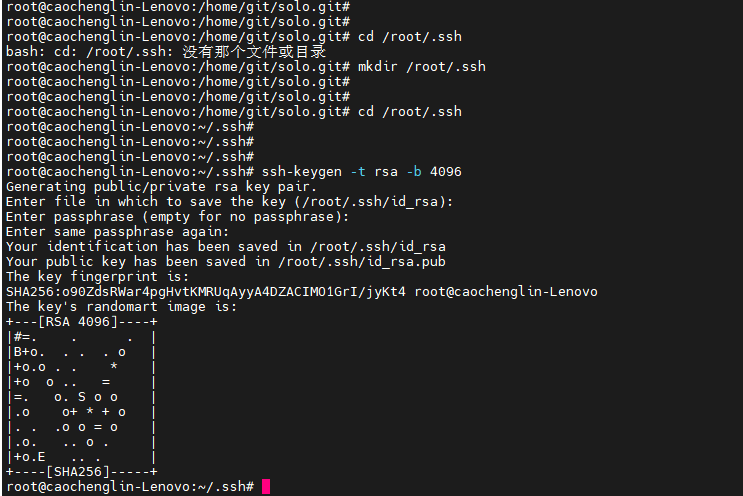 root@caochenglin-Lenovo:/home/git/solo.git#
root@caochenglin-Lenovo:/home/git/solo.git#
root@caochenglin-Lenovo:/home/git/solo.git# cd /root/.ssh
bash: cd: /root/.ssh: 没有那个文件或目录
root@caochenglin-Lenovo:/home/git/solo.git# mkdir /root/.ssh
root@caochenglin-Lenovo:/home/git/solo.git#
root@caochenglin-Lenovo:/home/git/solo.git#
root@caochenglin-Lenovo:/home/git/solo.git# cd /root/.ssh
root@caochenglin-Lenovo:~/.ssh#
root@caochenglin-Lenovo:~/.ssh#
root@caochenglin-Lenovo:~/.ssh#
root@caochenglin-Lenovo:~/.ssh# ssh-keygen -t rsa -b 4096
Generating public/private rsa key pair.
Enter file in which to save the key (/root/.ssh/id_rsa):
Enter passphrase (empty for no passphrase):
Enter same passphrase again:
Your identification has been saved in /root/.ssh/id_rsa
Your public key has been saved in /root/.ssh/id_rsa.pub
The key fingerprint is:
SHA256:o90ZdsRWar4pgHvtKMRUqAyyA4DZACIMO1GrI/jyKt4 root@caochenglin-Lenovo
The key's randomart image is:
+---[RSA 4096]----+
|#=.    .      .  |
|B+o.  . .  . o   |
|+o.o . .    *    |
|+o  o ..   =     |
|=.   o. S o o    |
|.o    o+ * + o   |
|. .  .o o = o    |
|.o.   .. o .     |
|+o.E   .. .      |
+----[SHA256]-----+
root@caochenglin-Lenovo:~/.ssh#